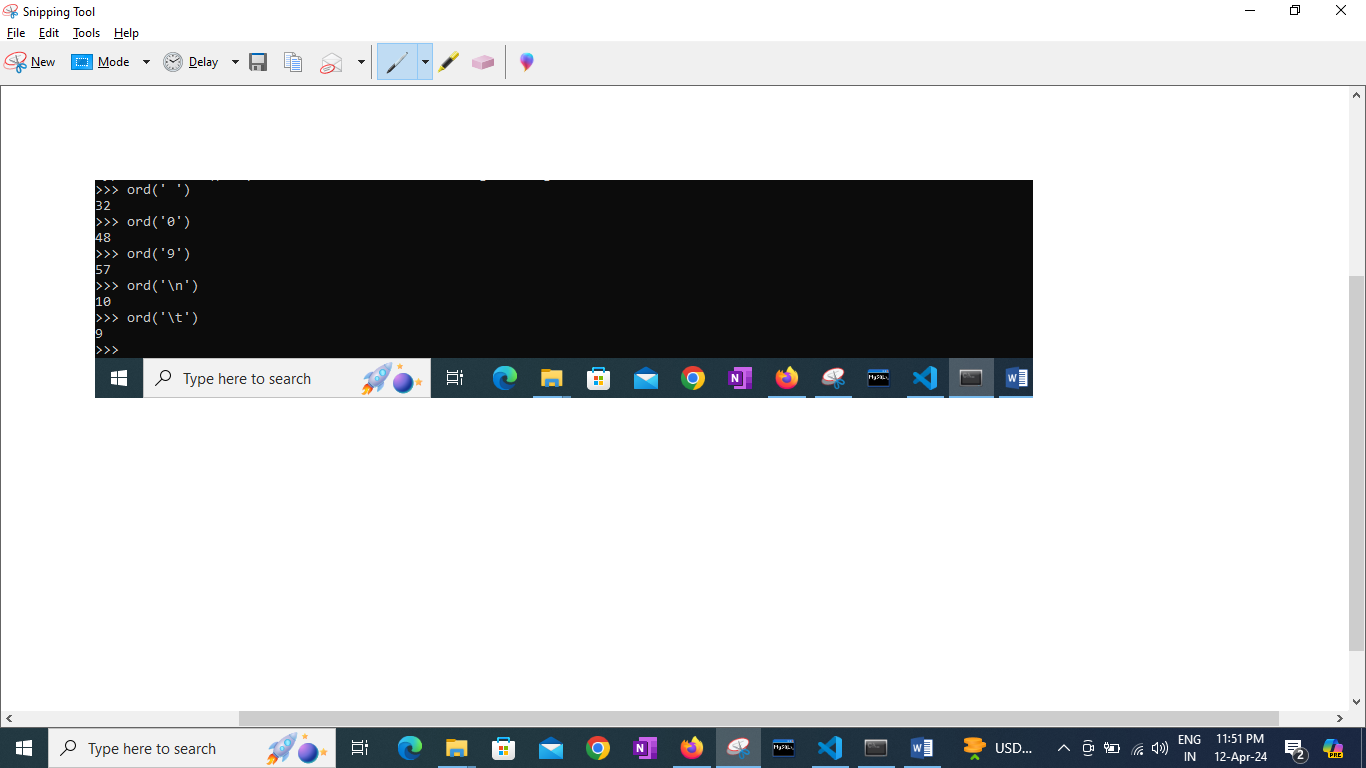 Snipping Tool
File Edit Tools Help
New Mode Delay
>>> ord(' ')
32
>>> ord('0')
48
>>> ord('9')
57
>>> ord('\n')
10
>>> ord('\t')
9
>>>
Type here to search
Type here to search
USD...
ENG
IN
11:51 PM
12-Apr-24
2
PRE